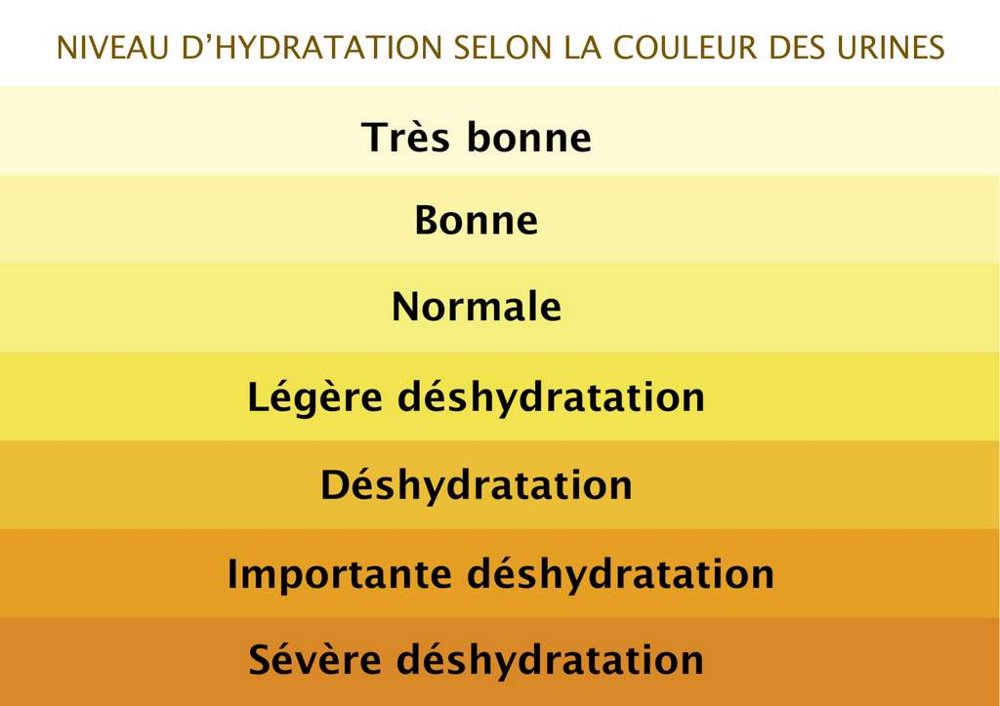 NIVEAU D’HYDRATATION SELON LA COULEUR DES URINES
Très bonne
Bonne
Normale
Légère déshydratation
Déshydratation
Importante déshydratation
Sévère déshydratation